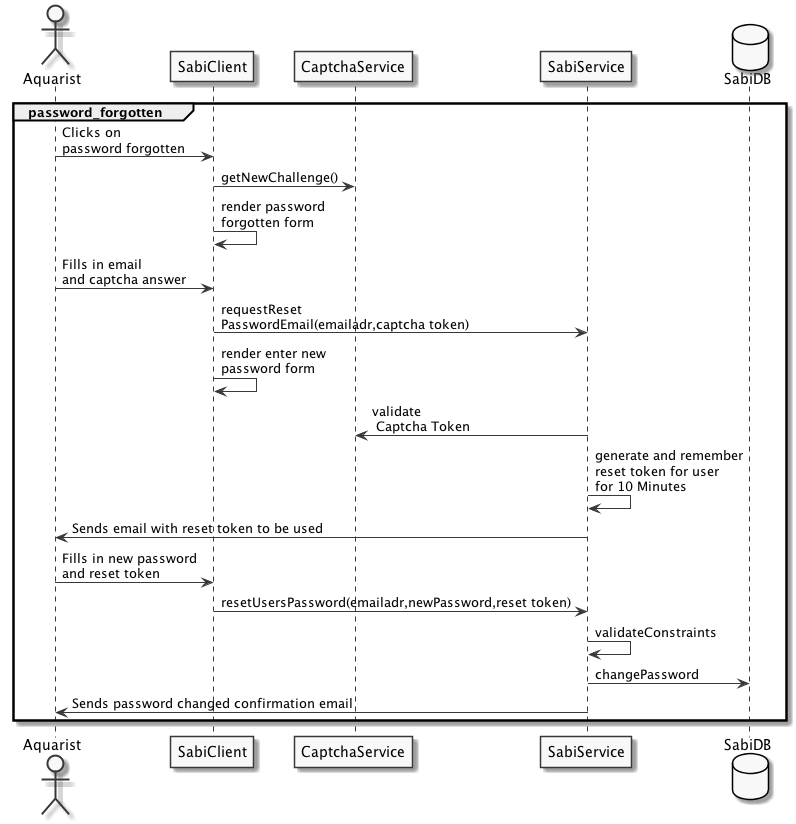 Aquarist
SabiClient
CaptchaService
SabiService
SabiDB
password_forgotten
Clicks on
password forgotten
getNewChallenge()
render password
forgotten form
Fills in email
and captcha answer
requestReset
PasswordEmail(emailadr,captcha token)
render enter new
password form
validate
Captcha Token
generate and remember
reset token for user
for 10 Minutes
Sends email with reset token to be used
Fills in new password
and reset token
resetUsersPassword(emailadr,newPassword,reset token)
validateConstraints
changePassword
Sends password changed confirmation email
Aquarist
SabiClient
CaptchaService
SabiService
SabiDB